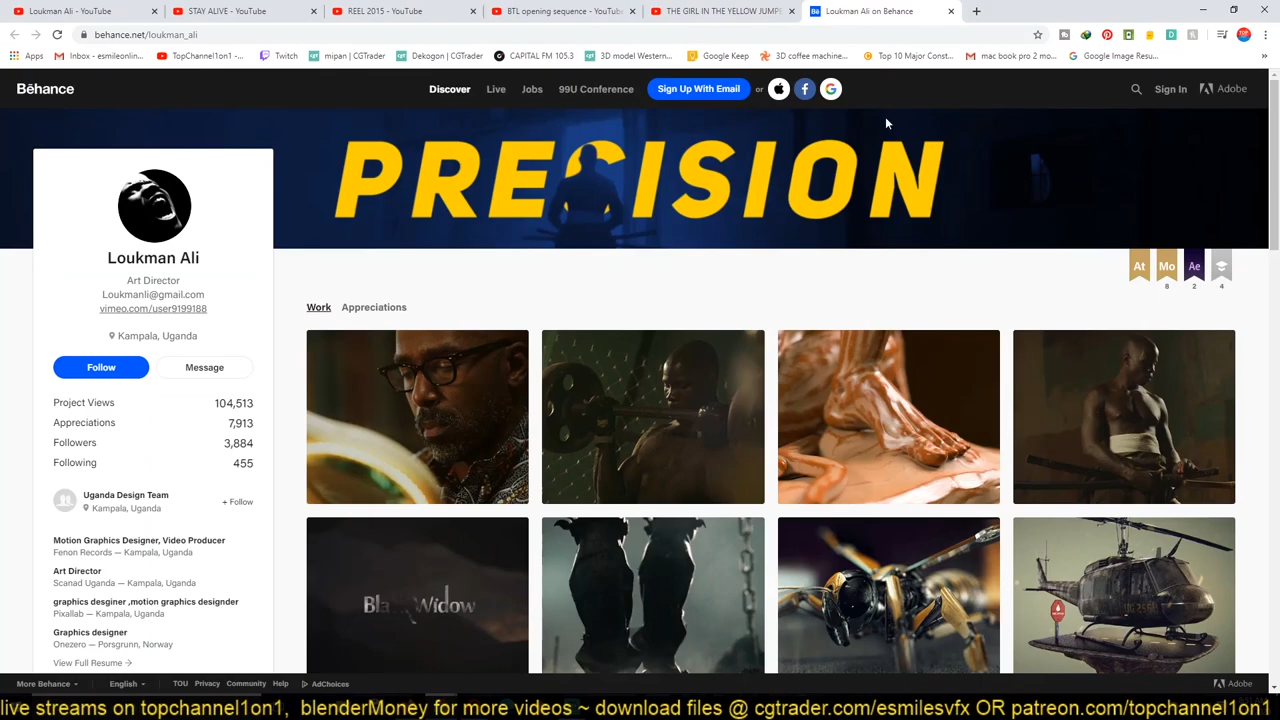 Loukman Ali - YouTube
STAY ALIVE - YouTube
REEL 2015 - YouTube
BTL opening sequence - YouTube
THE GIRL IN THE YELLOW JUMPE
Loukman Ali on Behance
behance.net/loukman_ali
Apps
Inbox - esmileonlin...
TopChannel1on1 -...
Twitch
mipan | CGTrader
Dekogon | CGTrader
CAPITAL FM 105.3
3D model Western...
Google Keep
3D coffee machine...
Top 10 Major Const...
mac book pro 2 mo...
Google Image Resu...
Bēhance
Discover
Live
Jobs
99U Conference
Sign Up With Email
or
Sign In
Adobe
PRECISION
Loukman Ali
Art Director
Loukmanli@gmail.com
vimeo.com/user9199188
Kampala, Uganda
Follow
Message
Project Views 104,513
Appreciations 7,913
Followers 3,884
Following 455
Uganda Design Team
Kampala, Uganda
+ Follow
Motion Graphics Designer, Video Producer
Fenon Records — Kampala, Uganda
Art Director
Scanad Uganda — Kampala, Uganda
graphics desginer ,motion graphics designder
Pixallab — Kampala, Uganda
Graphics designer
Onezero — Porsgrunn, Norway
View Full Resume →
At
Mo
Ae
8
2
4
Work
Appreciations
More Behance
English
TOU
Privacy
Community
Help
AdChoices
Adobe
live streams on topchannel1on1, blenderMoney for more videos ~ download files @ cgtrader.com/esmilesvfx OR patreon.com/topchannel1on1